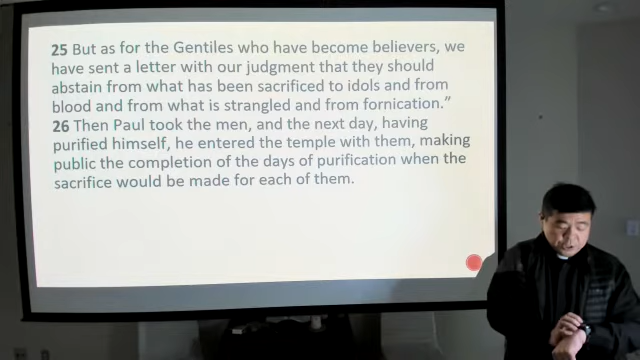 25 But as for the Gentiles who have become believers, we
have sent a letter with our judgment that they should
abstain from what has been sacrificed to idols and from
blood and from what is strangled and from fornication.”
26 Then Paul took the men, and the next day, having
purified himself, he entered the temple with them, making
public the completion of the days of purification when the
sacrifice would be made for each of them.